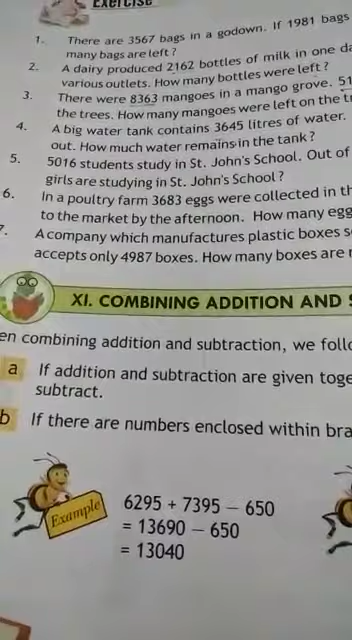 Exercise
1. There are 3567 bags in a godown. If 1981 bags
many bags are left?
2. A dairy produced 2162 bottles of milk in one da
various outlets. How many bottles were left?
3. There were 8363 mangoes in a mango grove. 51
the trees. How many mangoes were left on the t
4. A big water tank contains 3645 litres of water.
out. How much water remains in the tank?
5. 5016 students study in St. John's School. Out of
girls are studying in St. John's School?
6. In a poultry farm 3683 eggs were collected in th
to the market by the afternoon. How many egg
7. A company which manufactures plastic boxes s
accepts only 4987 boxes. How many boxes are r
XI. COMBINING ADDITION AND S
en combining addition and subtraction, we follo
a If addition and subtraction are given toge
subtract.
b If there are numbers enclosed within bra
Example
6295 + 7395 – 650
= 13690 – 650
= 13040